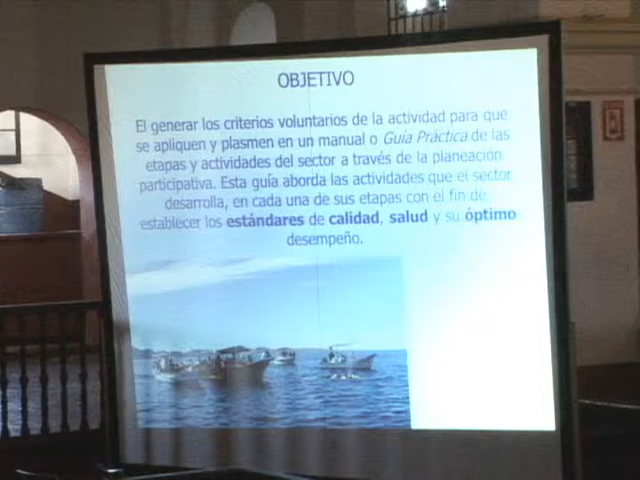 OBJETIVO
El generar los criterios voluntarios de la actividad para que
se apliquen y plasmen en un manual o Guía Práctica de las
etapas y actividades del sector a través de la planeación
participativa. Esta guía aborda las actividades que el sector
desarrolla, en cada una de sus etapas con el fin de
establecer los estándares de calidad, salud y su óptimo
desempeño.